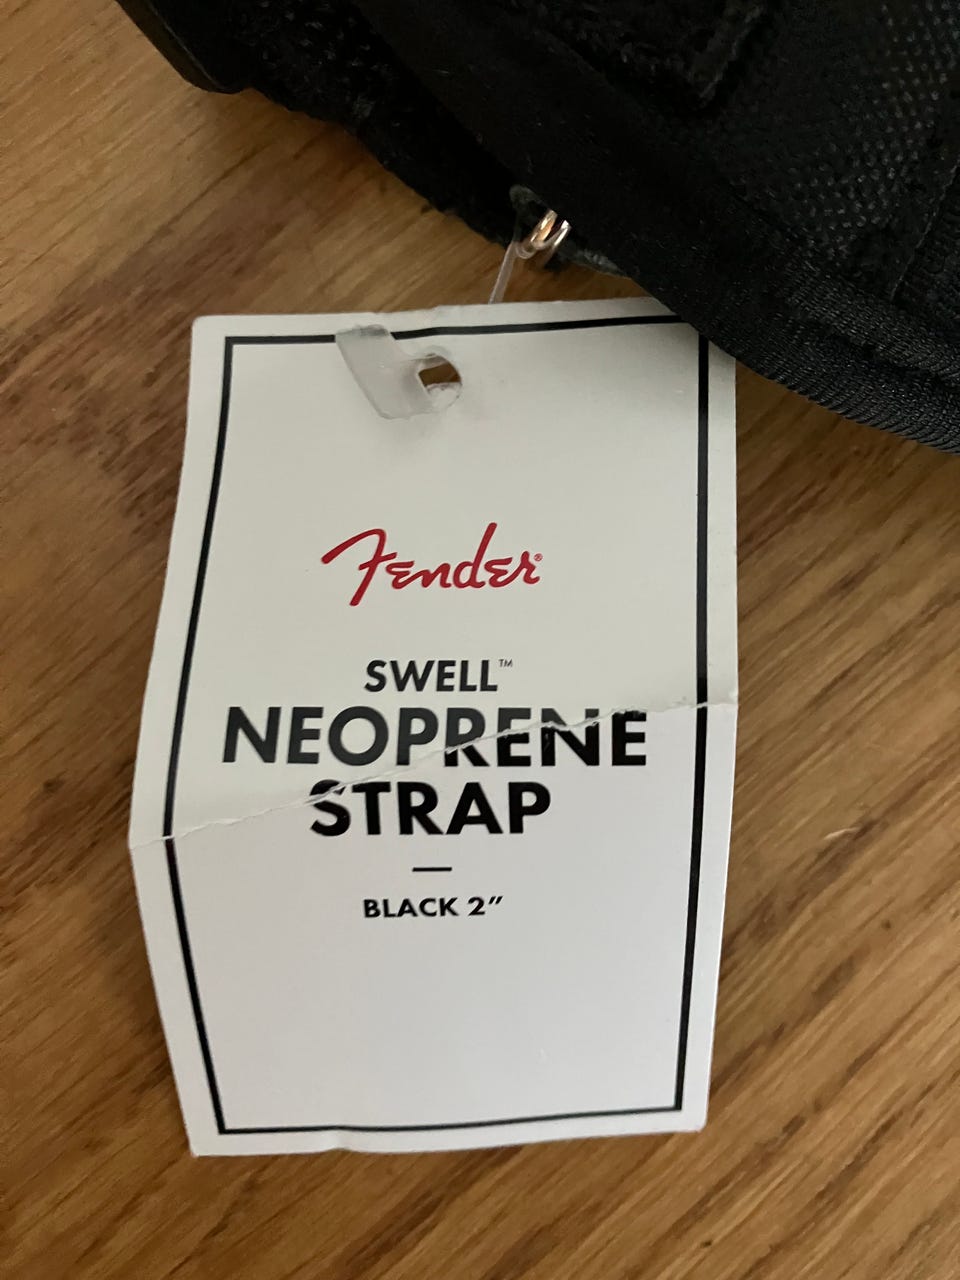 Fender®
SWELL™
NEOPRENE
STRAP
—
BLACK 2"